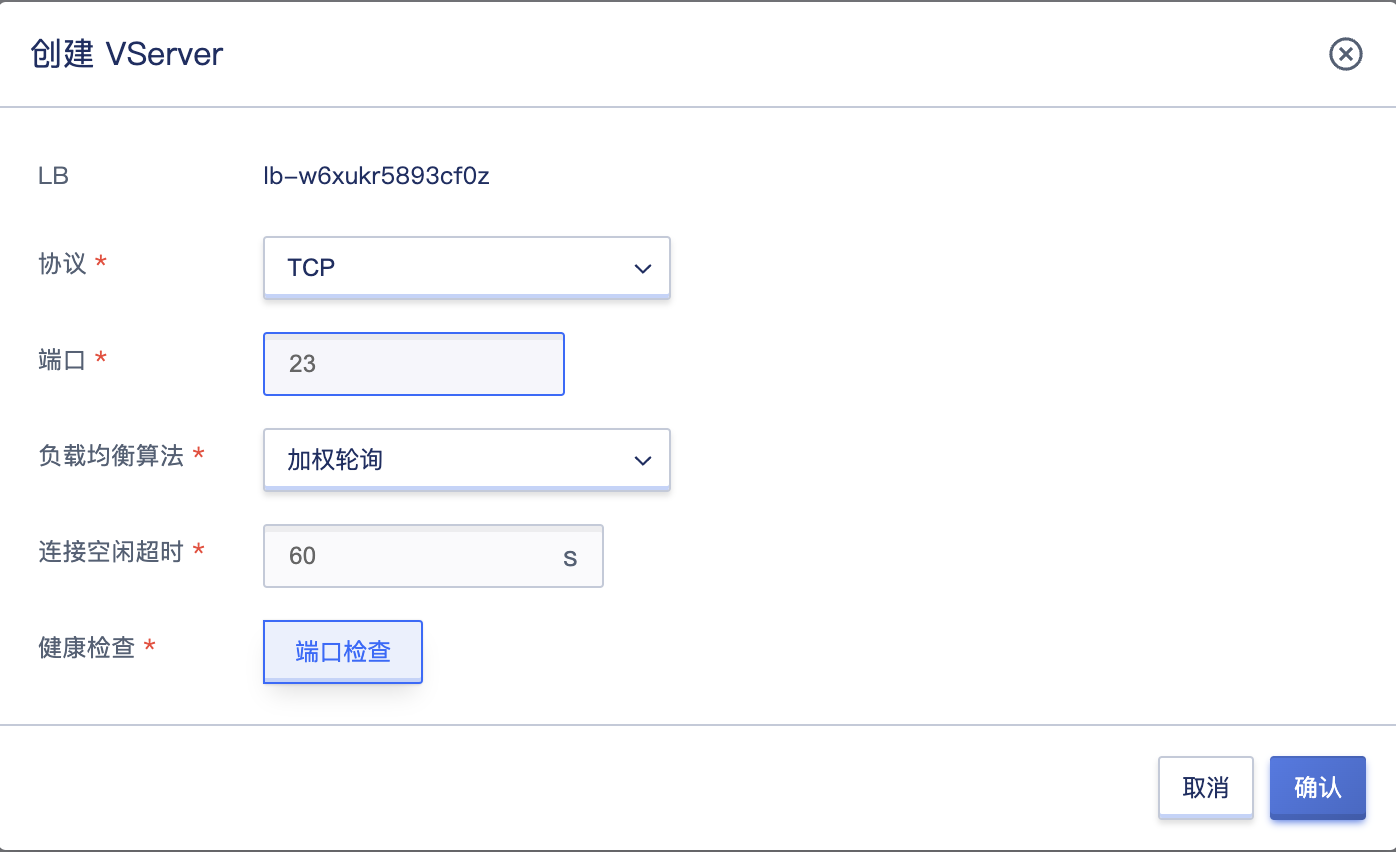 创建 VServer
LB lb-w6xukr5893cf0z
协议 * TCP
端口 * 23
负载均衡算法 * 加权轮询
连接空闲超时 * 60 s
健康检查 * 端口检查
取消 确认